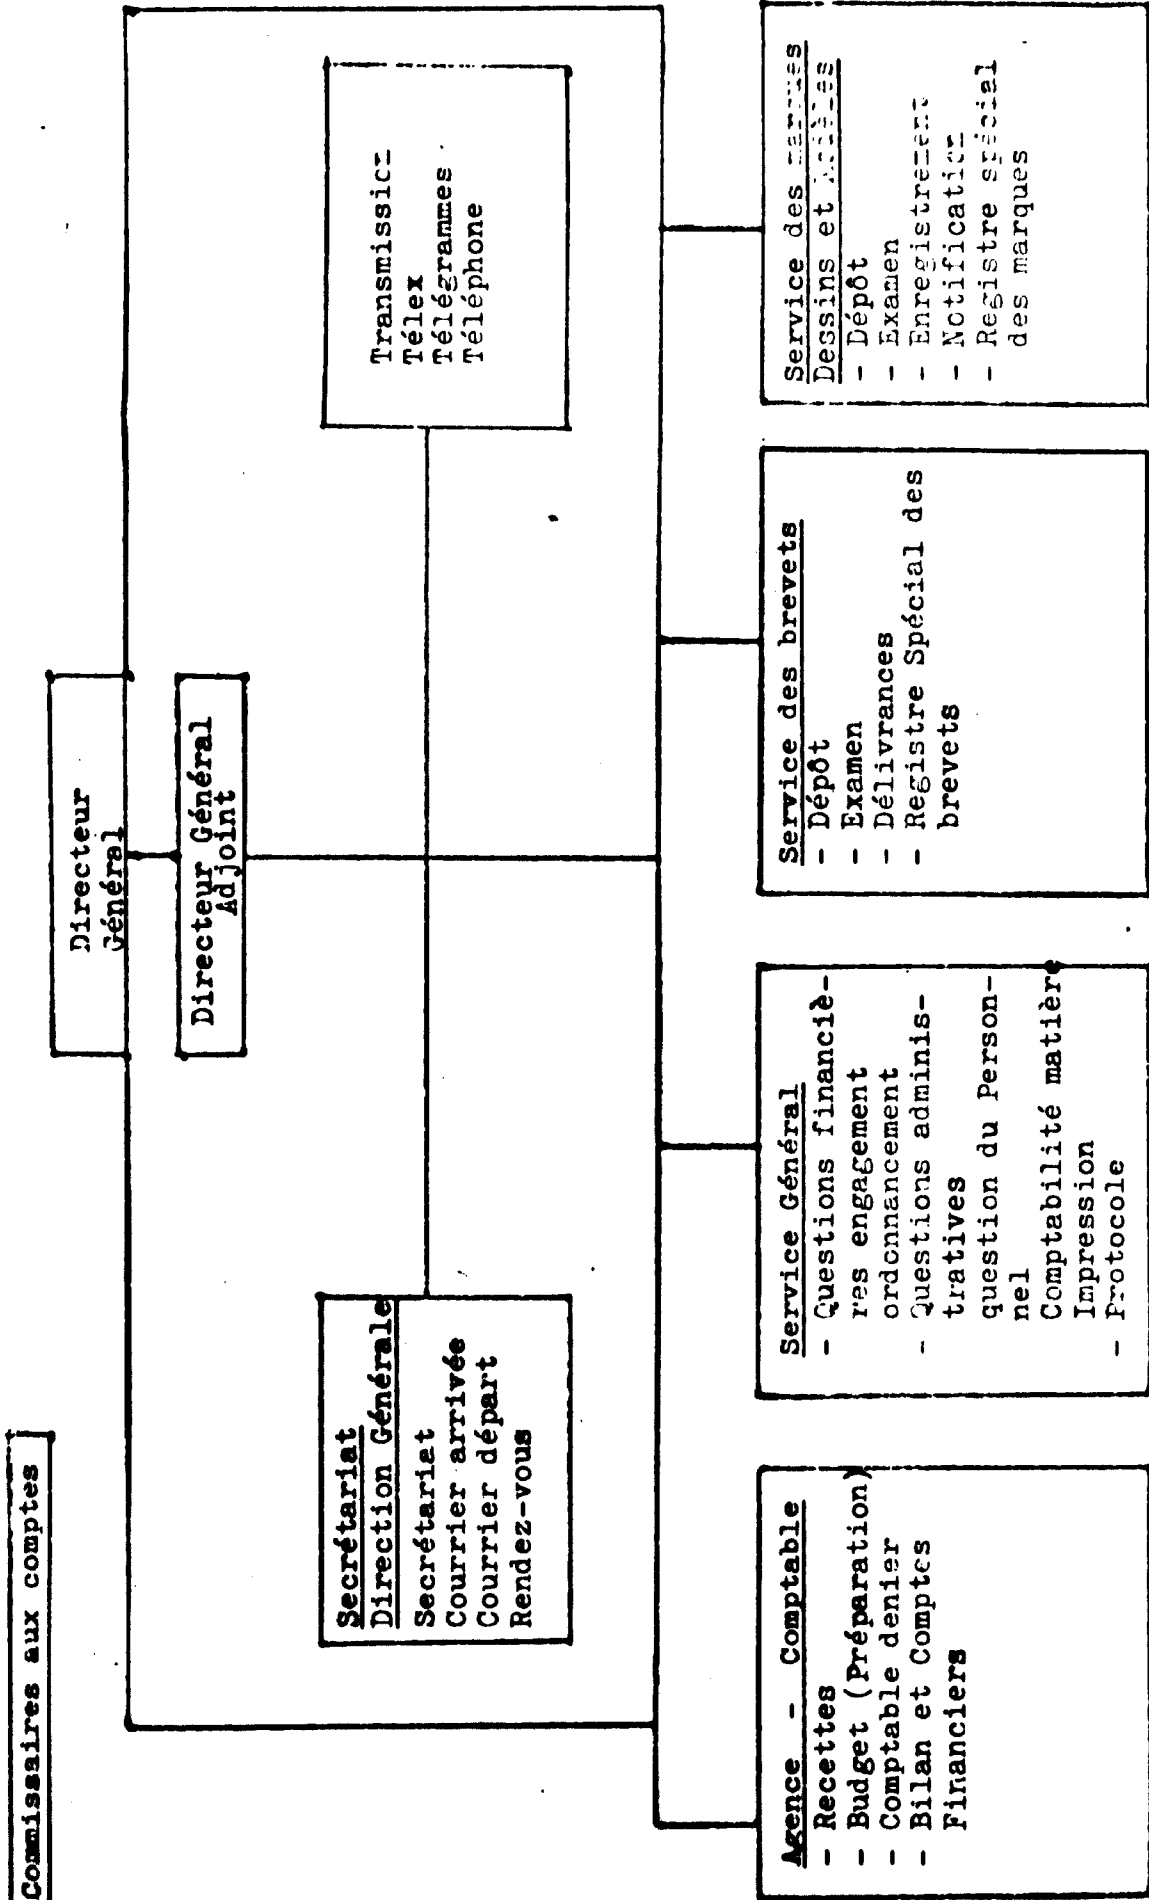 Commissaires aux comptes
Directeur
Général
Directeur Général
Adjoint
Secrétariat
Direction Générale
Secrétariat
Courrier arrivée
Courrier départ
Rendez-vous
Transmission
Télex
Télégrammes
Téléphone
Agence - Comptable
- Recettes
- Budget (Préparation)
- Comptable denier
- Bilan et Comptes
Financiers
Service Général
- Questions financiè-
res engagement
ordonnancement
- Questions adminis-
tratives
question du Person-
nel
Comptabilité matière
Impression
- Protocole
Service des brevets
- Dépôt
- Examen
- Délivrances
- Registre Spécial des
brevets
Service des marques
Dessins et Modèles
- Dépôt
- Examen
- Enregistrement
- Notification
- Registre spécial
des marques